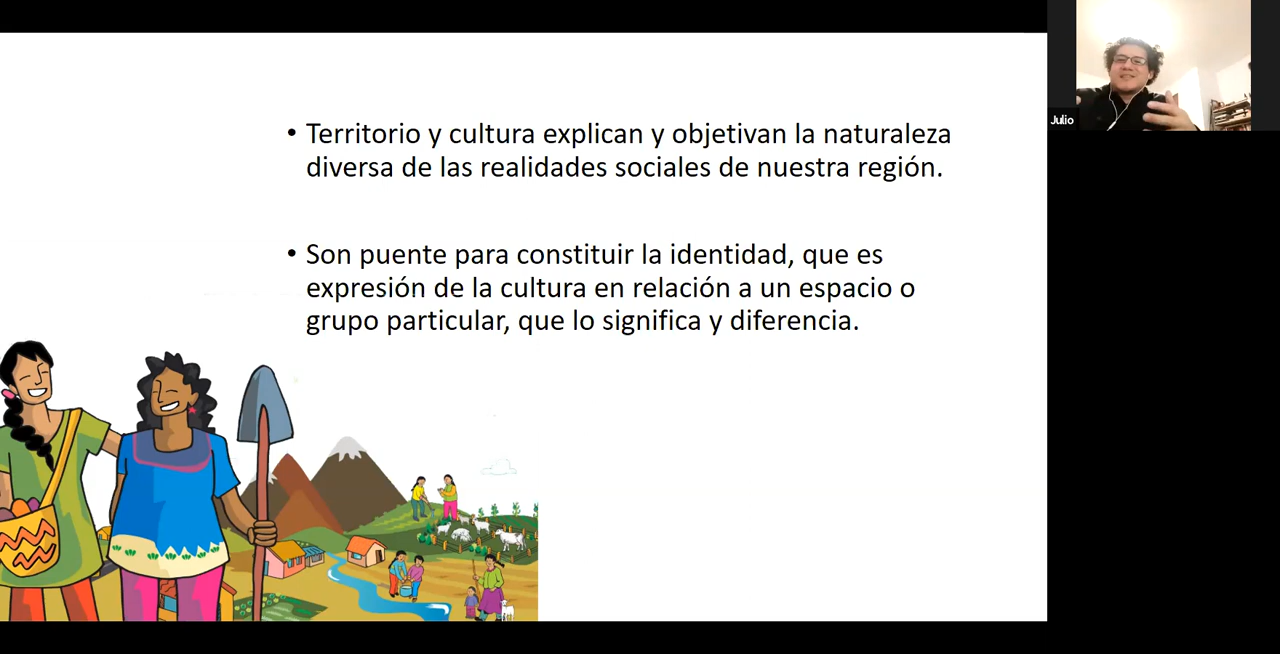 • Territorio y cultura explican y objetivan la naturaleza
diversa de las realidades sociales de nuestra región.
• Son puente para constituir la identidad, que es
expresión de la cultura en relación a un espacio o
grupo particular, que lo significa y diferencia.
Julio